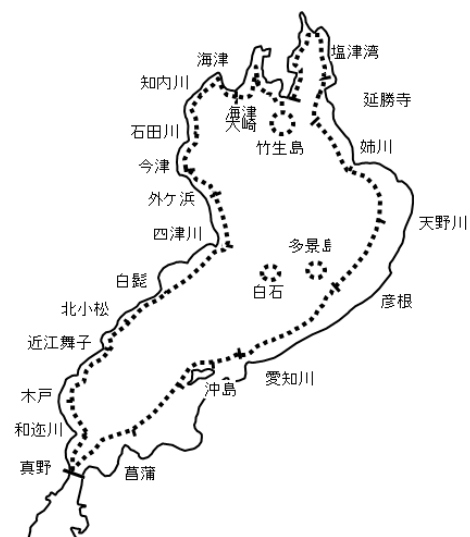 海津
塩津湾
知内川
延勝寺
海津
大崎
石田川
竹生島
姉川
今津
外ケ浜
天野川
四津川
多景島
白髭
白石
北小松
彦根
近江舞子
愛知川
木戸
沖島
和迩川
真野
菖蒲